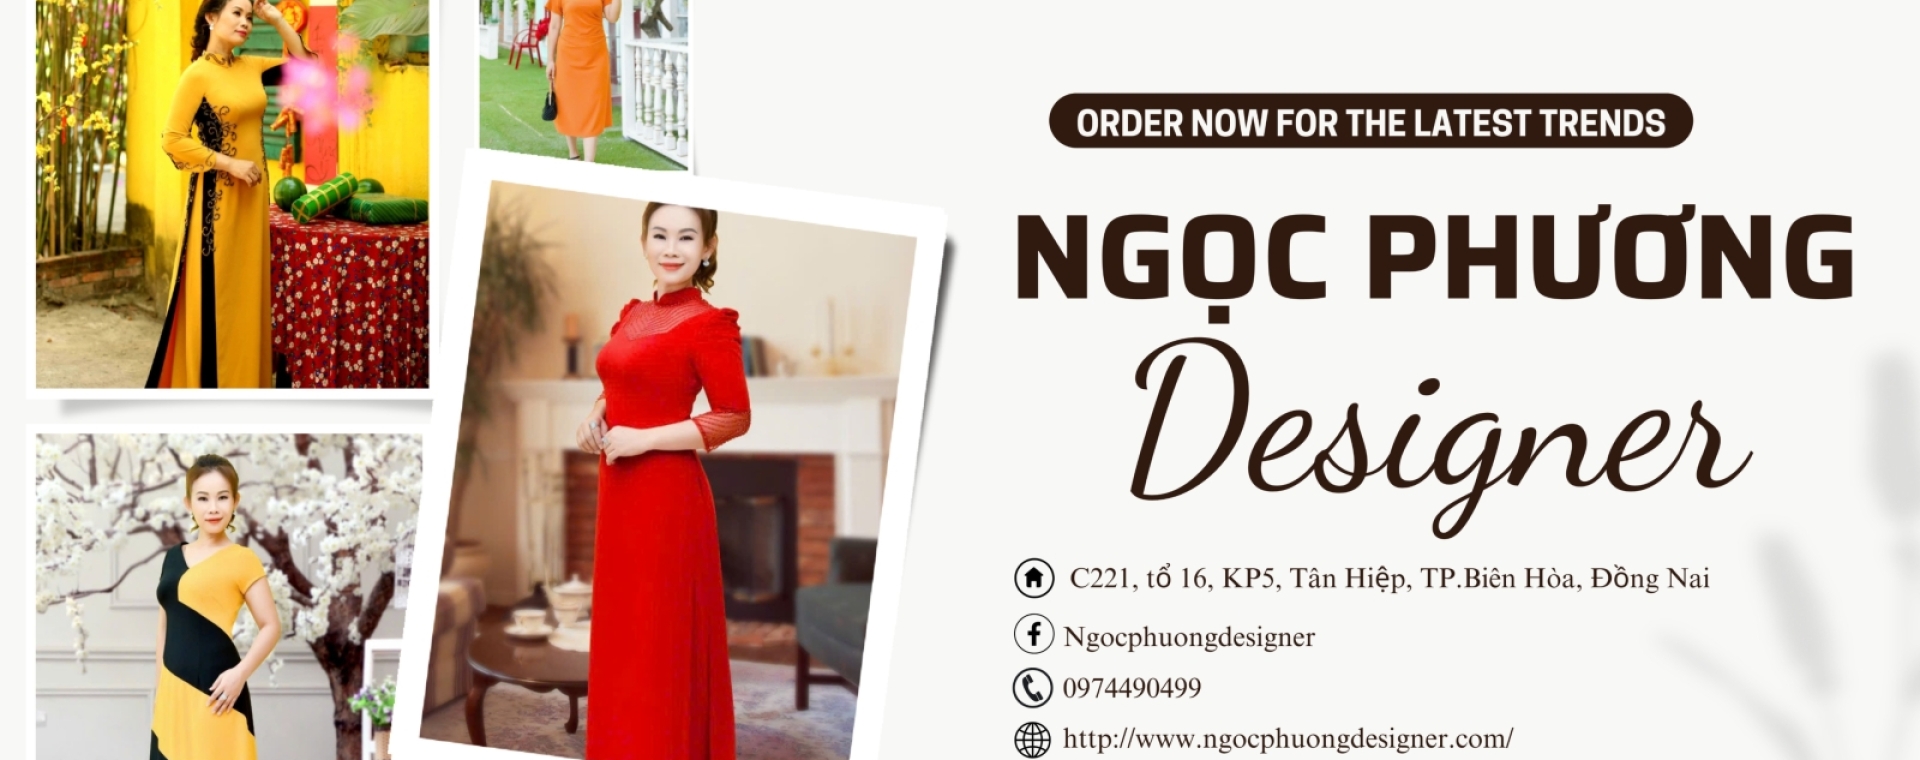 ORDER NOW FOR THE LATEST TRENDS
NGỌC PHƯƠNG
Designer
C221, tổ 16, KP5, Tân Hiệp, TP.Biên Hòa, Đồng Nai
Ngocphuongdesigner
0974490499
http://www.ngocphuongdesigner.com/